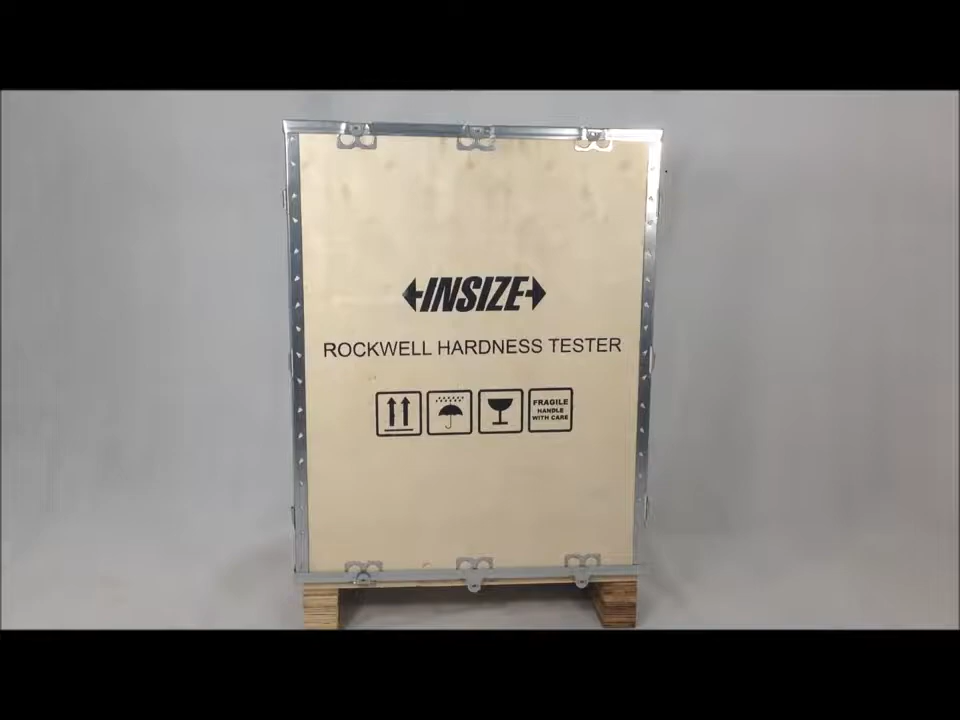 INSIZE
ROCKWELL HARDNESS TESTER
FRAGILE
HANDLE
WITH CARE